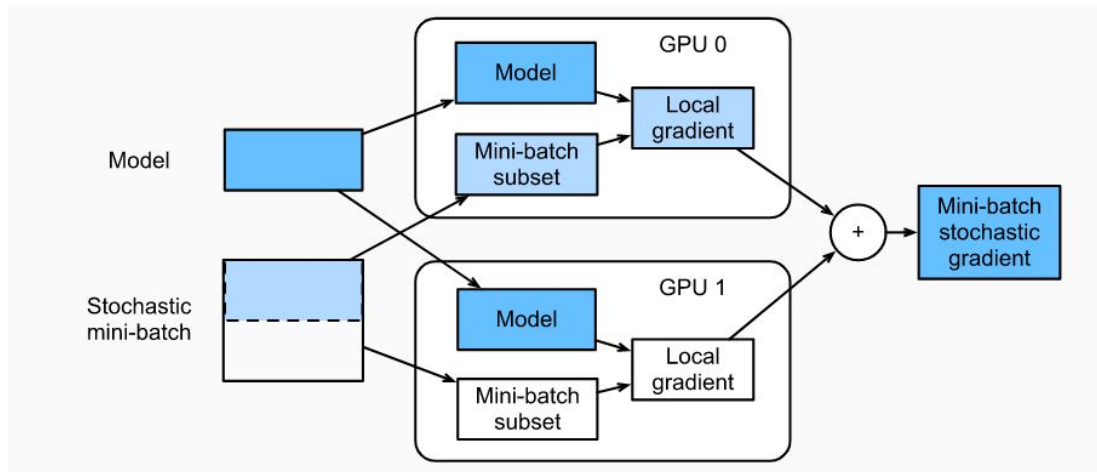 GPU 0
Model
Local
gradient
Mini-batch
subset
Model
Stochastic
mini-batch
GPU 1
Model
Local
gradient
Mini-batch
subset
+
Mini-batch
stochastic
gradient